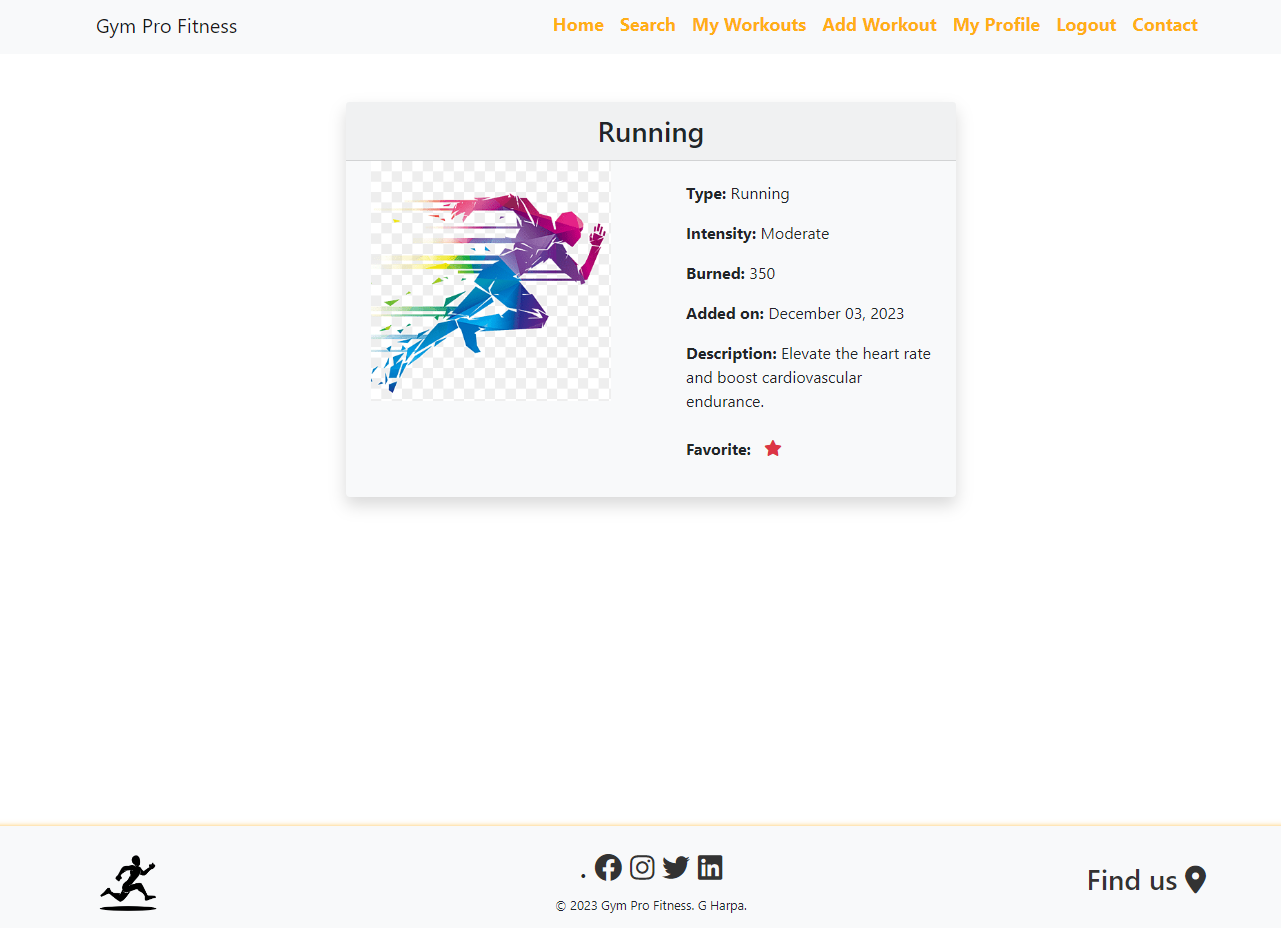 Gym Pro Fitness
Home Search My Workouts Add Workout My Profile Logout Contact
Running
Type: Running
Intensity: Moderate
Burned: 350
Added on: December 03, 2023
Description: Elevate the heart rate
and boost cardiovascular
endurance.
Favorite:
.
Find us
© 2023 Gym Pro Fitness. G Harpa.